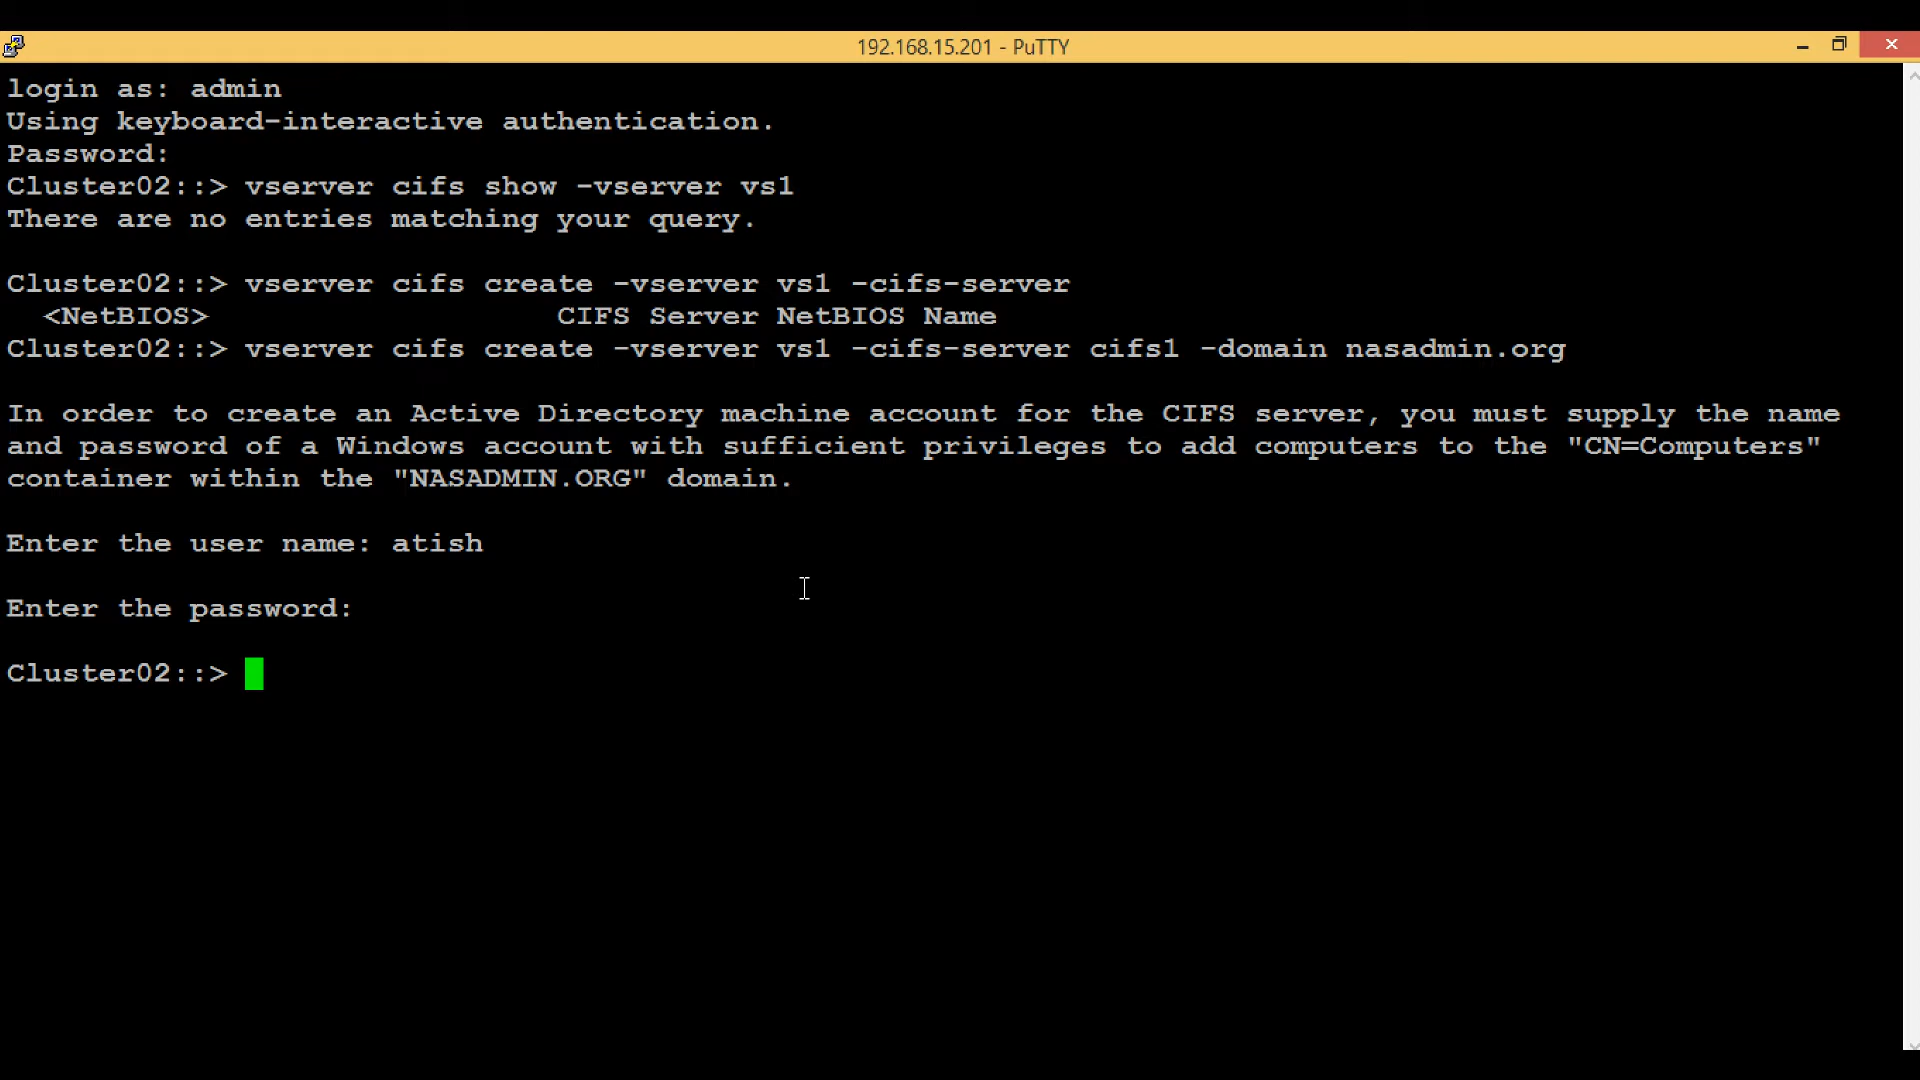 192.168.15.201 - PuTTY
login as: admin
Using keyboard-interactive authentication.
Password:
Cluster02::> vserver cifs show -vserver vs1
There are no entries matching your query.
Cluster02::> vserver cifs create -vserver vs1 -cifs-server
<NetBIOS> CIFS Server NetBIOS Name
Cluster02::> vserver cifs create -vserver vs1 -cifs-server cifs1 -domain nasadmin.org
In order to create an Active Directory machine account for the CIFS server, you must supply the name
and password of a Windows account with sufficient privileges to add computers to the "CN=Computers"
container within the "NASADMIN.ORG" domain.
Enter the user name: atish
Enter the password:
Cluster02::>